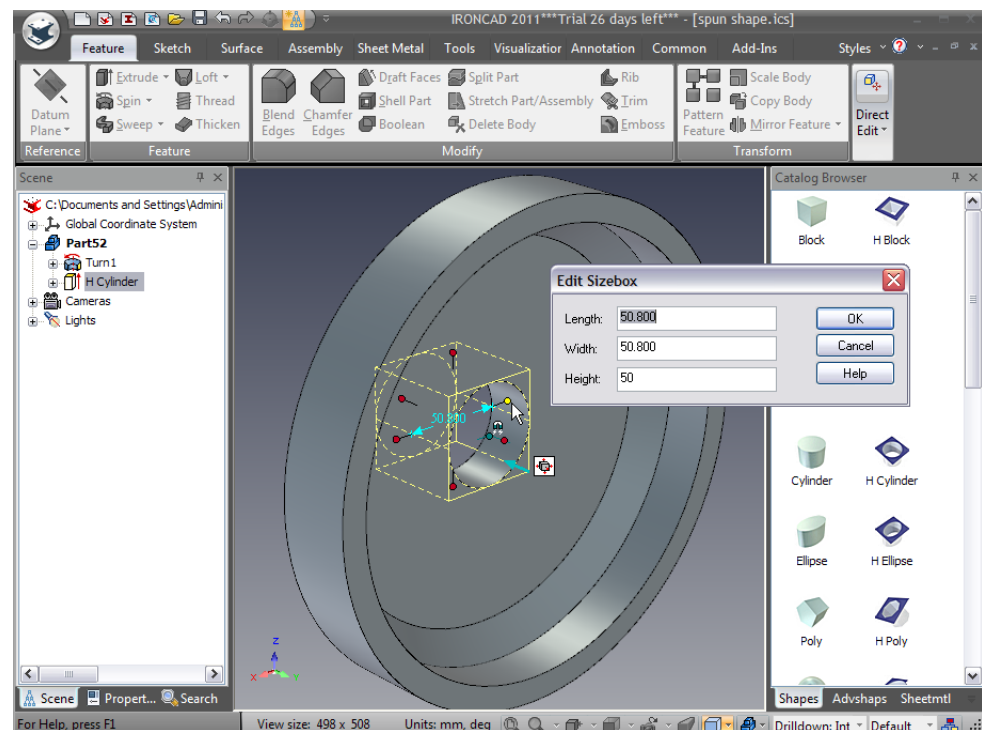 IRONCAD 2011***Trial 26 days left*** - [spun shape.ics]
Feature Sketch Surface Assembly Sheet Metal Tools Visualization Annotation Common Add-Ins Styles
Extrude Loft Draft Faces Split Part Rib Scale Body
Spin Thread Shell Part Stretch Part/Assembly Trim Copy Body
Sweep Thicken Boolean Delete Body Emboss Mirror Feature
Datum Plane Blend Edges Chamfer Edges Pattern Feature Direct Edit
Reference Feature Modify Transform
Scene Catalog Browser
C:\Documents and Settings\Admini
Global Coordinate System
Part52
Turn1
H Cylinder
Cameras
Lights
Block H Block
Edit Sizebox
Length: 50.800 OK
Width: 50.800 Cancel
Height: 50 Help
50.800
Cylinder H Cylinder
Ellipse H Ellipse
Poly H Poly
z
x y
Scene Propert... Search Shapes Advshaps Sheetmtl
For Help, press F1 View size: 498 x 508 Units: mm, deg Drilldown: Int Default